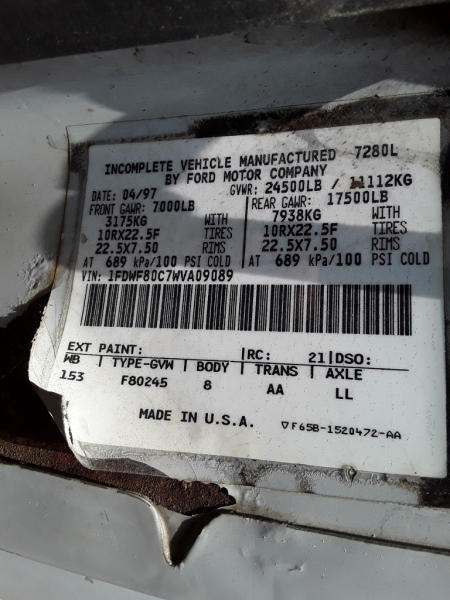 INCOMPLETE VEHICLE MANUFACTURED 7280L
BY FORD MOTOR COMPANY
DATE: 04/97 GVWR: 24500LB / 11112KG
FRONT GAWR: 7000LB REAR GAWR: 17500LB
3175KG WITH 7938KG WITH
10RX22.5F TIRES 10RX22.5F TIRES
22.5X7.50 RIMS 22.5X7.50 RIMS
AT 689 kPa/100 PSI COLD AT 689 kPa/100 PSI COLD
VIN: 1FDWF80C7WVA09089
EXT PAINT: RC: 21 DSO:
WB TYPE-GVW BODY TRANS AXLE
153 F80245 8 AA LL
MADE IN U.S.A. ▽F65B-1520472-AA